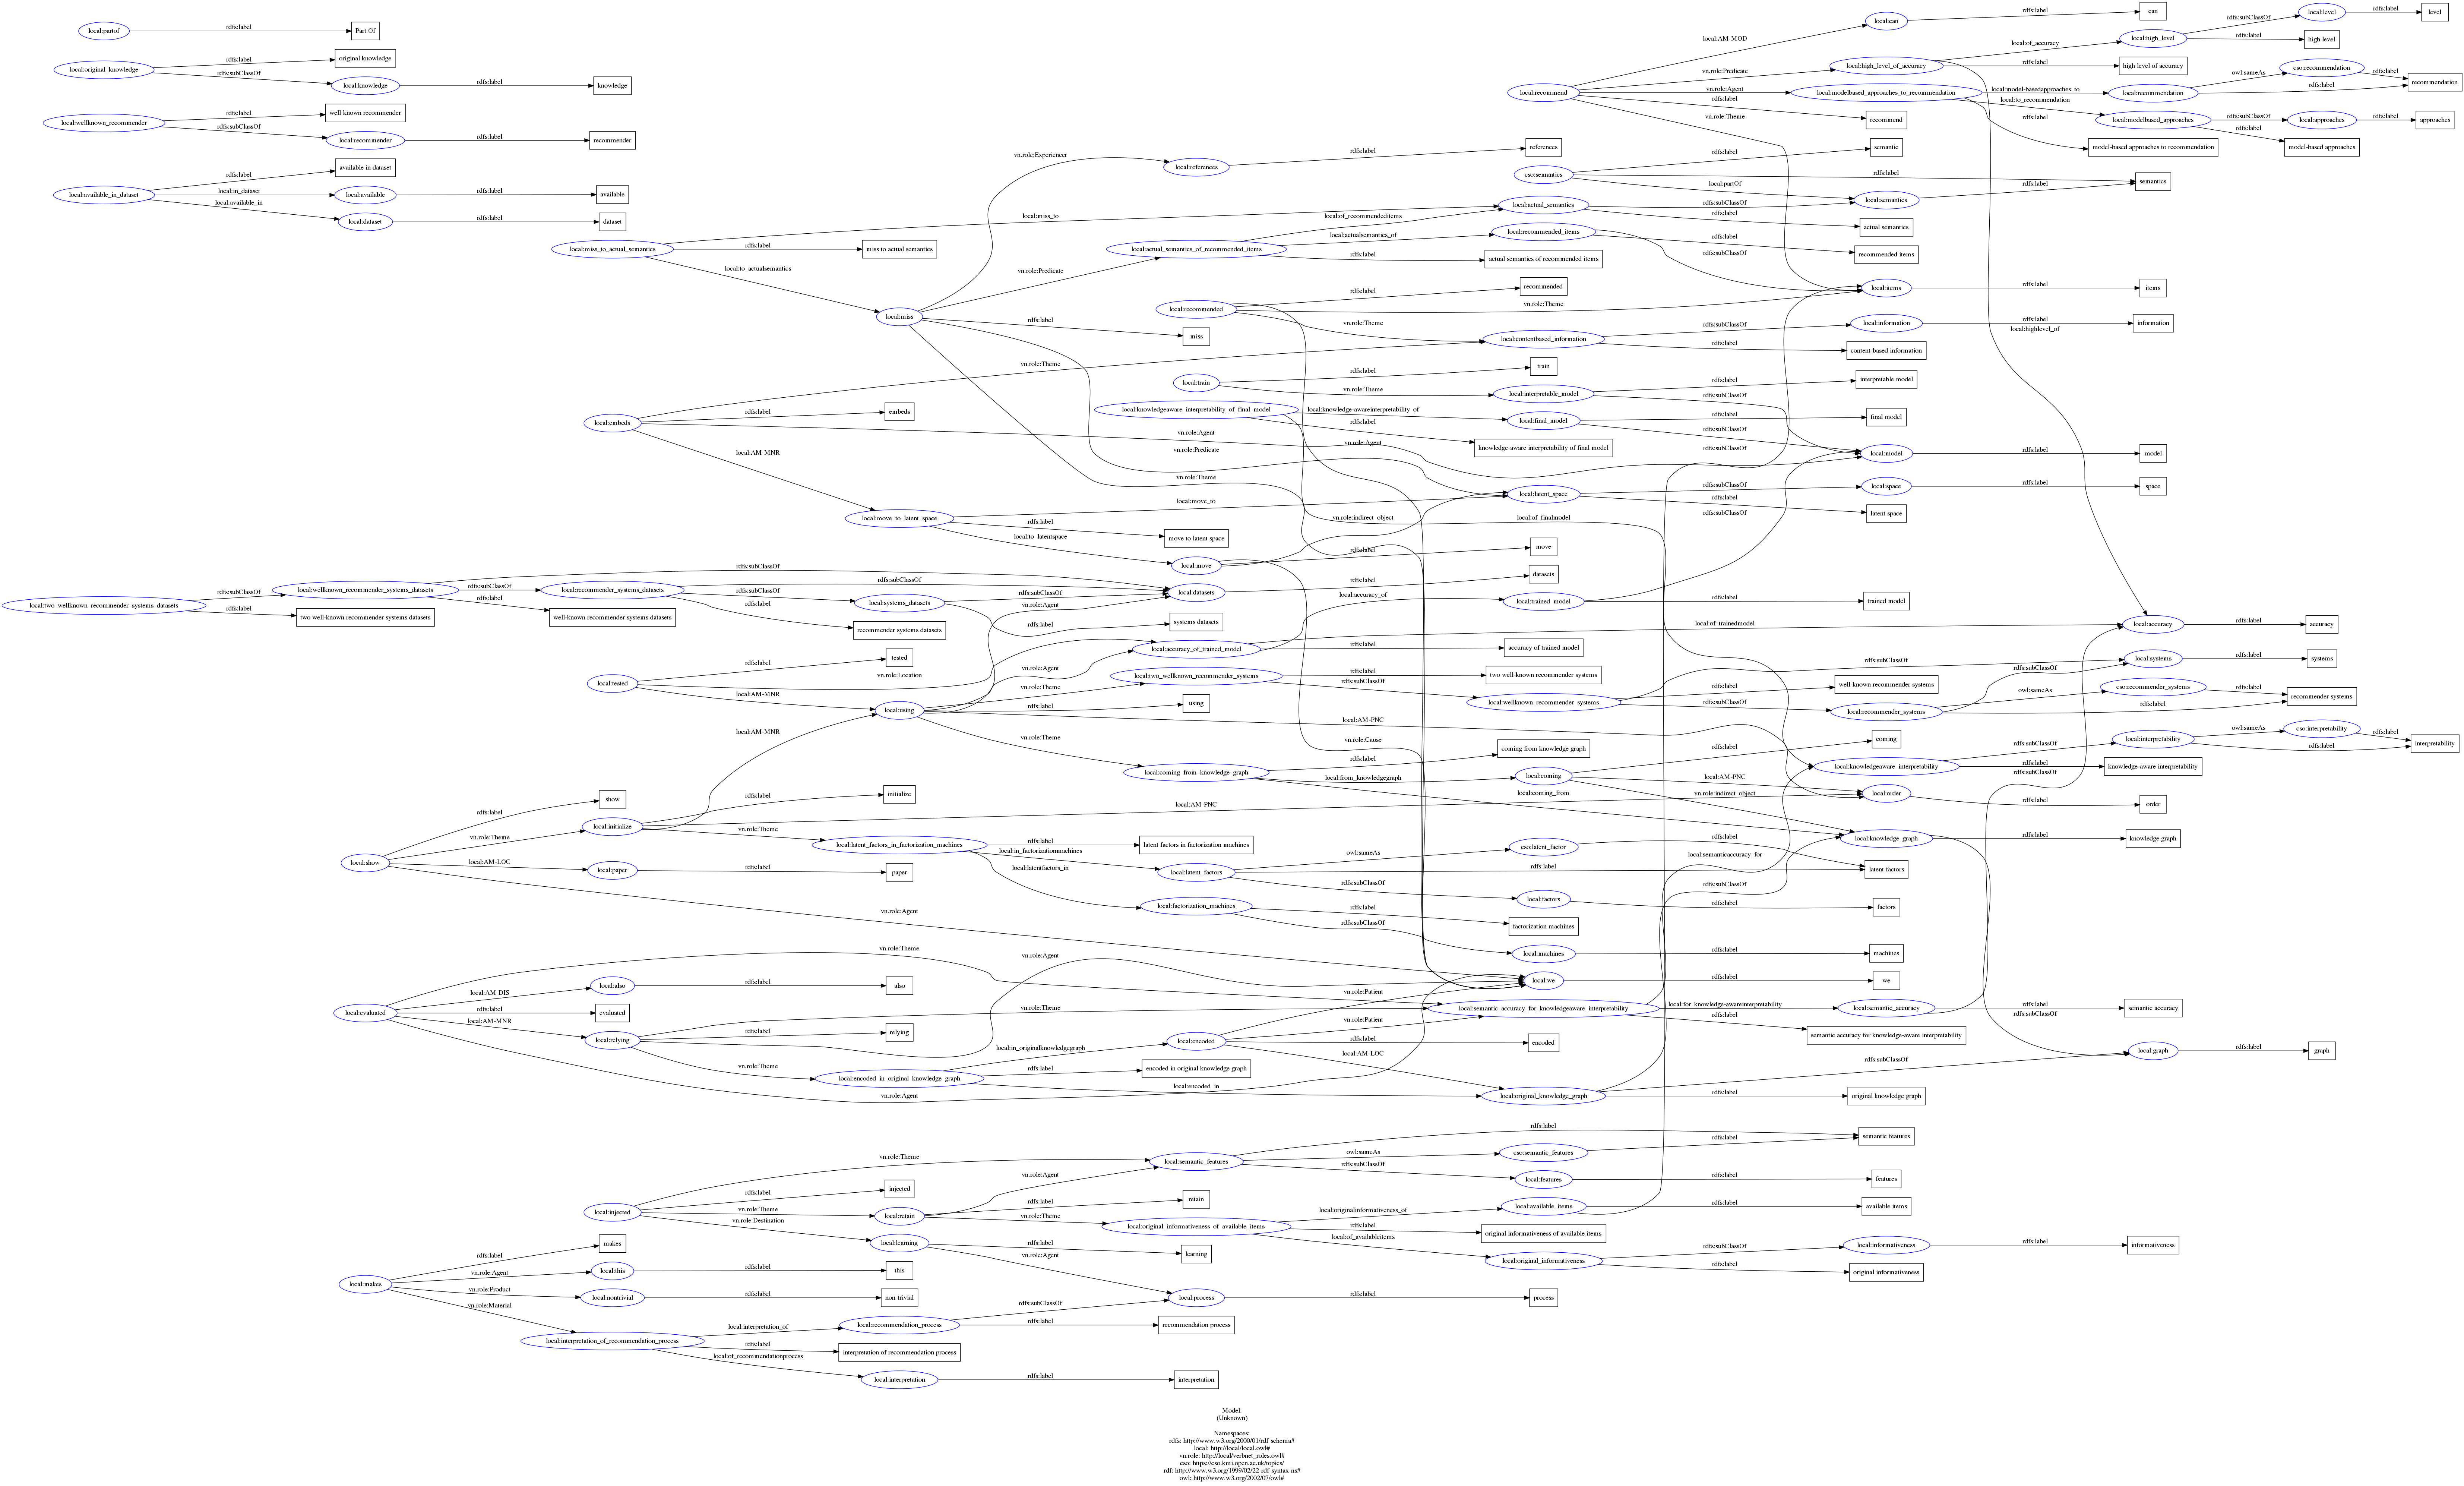 local:partof
rdfs:label
Part Of
local:original_knowledge
rdfs:label
original knowledge
rdfs:subClassOf
local:knowledge
rdfs:label
knowledge
local:wellknown_recommender
rdfs:label
well-known recommender
rdfs:subClassOf
local:recommender
rdfs:label
recommender
local:available_in_dataset
rdfs:label
available in dataset
local:in_dataset
local:available
rdfs:label
available
local:available_in
local:dataset
rdfs:label
dataset
local:recommend
local:AM-MOD
local:can
rdfs:label
can
vn.role:Predicate
local:high_level_of_accuracy
local:of_accuracy
local:high_level
rdfs:subClassOf
local:level
rdfs:label
level
rdfs:label
high level
rdfs:label
high level of accuracy
local:highlevel_of
vn.role:Agent
local:modelbased_approaches_to_recommendation
local:model-basedapproaches_to
local:recommendation
owl:sameAs
cso:recommendation
rdfs:label
recommendation
rdfs:label
local:to_recommendation
local:modelbased_approaches
rdfs:subClassOf
local:approaches
rdfs:label
approaches
rdfs:label
model-based approaches
rdfs:label
model-based approaches to recommendation
rdfs:label
recommend
vn.role:Theme
cso:semantics
rdfs:label
semantic
rdfs:label
semantics
local:partOf
local:semantics
rdfs:label
local:miss_to_actual_semantics
local:miss_to
rdfs:label
miss to actual semantics
local:to_actualsemantics
local:miss
vn.role:Experiencer
local:references
rdfs:label
references
vn.role:Predicate
local:actual_semantics_of_recommended_items
local:of_recommendeditems
local:actual_semantics
rdfs:subClassOf
rdfs:label
actual semantics
local:actualsemantics_of
local:recommended_items
rdfs:label
recommended items
rdfs:subClassOf
rdfs:label
actual semantics of recommended items
rdfs:label
miss
vn.role:Predicate
vn.role:Theme
local:recommended
rdfs:label
recommended
vn.role:Theme
local:items
rdfs:label
items
vn.role:Theme
vn.role:Agent
local:contentbased_information
rdfs:subClassOf
local:information
rdfs:label
information
rdfs:label
content-based information
local:embeds
vn.role:Theme
rdfs:label
embeds
vn.role:Agent
local:AM-MNR
local:train
rdfs:label
train
vn.role:Theme
local:interpretable_model
rdfs:label
interpretable model
rdfs:subClassOf
local:knowledgeaware_interpretability_of_final_model
local:knowledge-awareinterpretability_of
local:final_model
rdfs:label
final model
rdfs:subClassOf
rdfs:label
knowledge-aware interpretability of final model
local:of_finalmodel
rdfs:subClassOf
local:model
rdfs:label
model
local:move_to_latent_space
local:move_to
local:latent_space
rdfs:subClassOf
local:space
rdfs:label
space
rdfs:label
latent space
rdfs:label
move to latent space
local:to_latentspace
local:move
vn.role:indirect_object
rdfs:label
move
vn.role:Cause
local:two_wellknown_recommender_systems_datasets
rdfs:subClassOf
local:wellknown_recommender_systems_datasets
rdfs:subClassOf
rdfs:subClassOf
local:recommender_systems_datasets
rdfs:subClassOf
rdfs:subClassOf
local:systems_datasets
rdfs:subClassOf
local:datasets
rdfs:label
datasets
rdfs:label
systems datasets
rdfs:label
recommender systems datasets
rdfs:label
well-known recommender systems datasets
rdfs:label
two well-known recommender systems datasets
local:tested
rdfs:label
tested
vn.role:Location
local:AM-MNR
local:using
vn.role:Agent
vn.role:Agent
local:accuracy_of_trained_model
local:accuracy_of
local:trained_model
rdfs:subClassOf
rdfs:label
trained model
local:of_trainedmodel
local:accuracy
rdfs:label
accuracy
rdfs:label
accuracy of trained model
vn.role:Theme
local:two_wellknown_recommender_systems
rdfs:label
two well-known recommender systems
rdfs:subClassOf
local:wellknown_recommender_systems
rdfs:subClassOf
local:systems
rdfs:label
systems
rdfs:label
well-known recommender systems
rdfs:subClassOf
local:recommender_systems
rdfs:subClassOf
owl:sameAs
cso:recommender_systems
rdfs:label
recommender systems
rdfs:label
rdfs:label
using
local:AM-PNC
vn.role:Theme
local:coming_from_knowledge_graph
rdfs:label
coming from knowledge graph
local:from_knowledgegraph
local:coming
rdfs:label
coming
local:AM-PNC
vn.role:indirect_object
local:coming_from
local:knowledgeaware_interpretability
rdfs:subClassOf
local:interpretability
owl:sameAs
cso:interpretability
rdfs:label
interpretability
rdfs:label
rdfs:label
knowledge-aware interpretability
local:order
rdfs:label
order
local:knowledge_graph
rdfs:label
knowledge graph
rdfs:subClassOf
local:show
rdfs:label
show
vn.role:Theme
local:initialize
local:AM-MNR
rdfs:label
initialize
local:AM-PNC
vn.role:Theme
local:latent_factors_in_factorization_machines
rdfs:label
latent factors in factorization machines
local:in_factorizationmachines
local:latent_factors
owl:sameAs
cso:latent_factor
rdfs:label
latent factors
rdfs:label
rdfs:subClassOf
local:factors
rdfs:label
factors
local:latentfactors_in
local:factorization_machines
rdfs:label
factorization machines
rdfs:subClassOf
local:machines
rdfs:label
machines
local:AM-LOC
local:paper
rdfs:label
paper
vn.role:Agent
local:we
rdfs:label
we
local:evaluated
vn.role:Theme
local:AM-DIS
local:also
rdfs:label
also
rdfs:label
evaluated
local:AM-MNR
local:relying
vn.role:Agent
vn.role:Theme
rdfs:label
relying
vn.role:Theme
vn.role:Agent
local:encoded_in_original_knowledge_graph
local:in_originalknowledgegraph
local:encoded
vn.role:Patient
vn.role:Patient
rdfs:label
encoded
local:AM-LOC
rdfs:label
encoded in original knowledge graph
local:encoded_in
local:original_knowledge_graph
rdfs:subClassOf
rdfs:subClassOf
rdfs:label
original knowledge graph
local:semantic_accuracy_for_knowledgeaware_interpretability
local:semanticaccuracy_for
local:for_knowledge-awareinterpretability
local:semantic_accuracy
rdfs:subClassOf
rdfs:label
semantic accuracy
rdfs:label
semantic accuracy for knowledge-aware interpretability
local:graph
rdfs:label
graph
local:injected
vn.role:Theme
local:semantic_features
rdfs:label
semantic features
owl:sameAs
cso:semantic_features
rdfs:label
rdfs:subClassOf
local:features
rdfs:label
features
rdfs:label
injected
vn.role:Theme
local:retain
vn.role:Agent
rdfs:label
retain
vn.role:Theme
local:original_informativeness_of_available_items
local:originalinformativeness_of
local:available_items
rdfs:label
available items
rdfs:subClassOf
rdfs:label
original informativeness of available items
local:of_availableitems
local:original_informativeness
rdfs:subClassOf
local:informativeness
rdfs:label
informativeness
rdfs:label
original informativeness
vn.role:Destination
local:learning
rdfs:label
learning
vn.role:Agent
local:makes
rdfs:label
makes
vn.role:Agent
local:this
rdfs:label
this
vn.role:Product
local:nontrivial
rdfs:label
non-trivial
vn.role:Material
local:interpretation_of_recommendation_process
local:interpretation_of
local:recommendation_process
rdfs:subClassOf
local:process
rdfs:label
process
rdfs:label
recommendation process
rdfs:label
interpretation of recommendation process
local:of_recommendationprocess
local:interpretation
rdfs:label
interpretation
Model:
(Unknown)
Namespaces:
rdfs: http://www.w3.org/2000/01/rdf-schema#
local: http://local/local.owl#
vn.role: http://local/verbnet_roles.owl#
cso: https://cso.kmi.open.ac.uk/topics/
rdf: http://www.w3.org/1999/02/22-rdf-syntax-ns#
owl: http://www.w3.org/2002/07/owl#